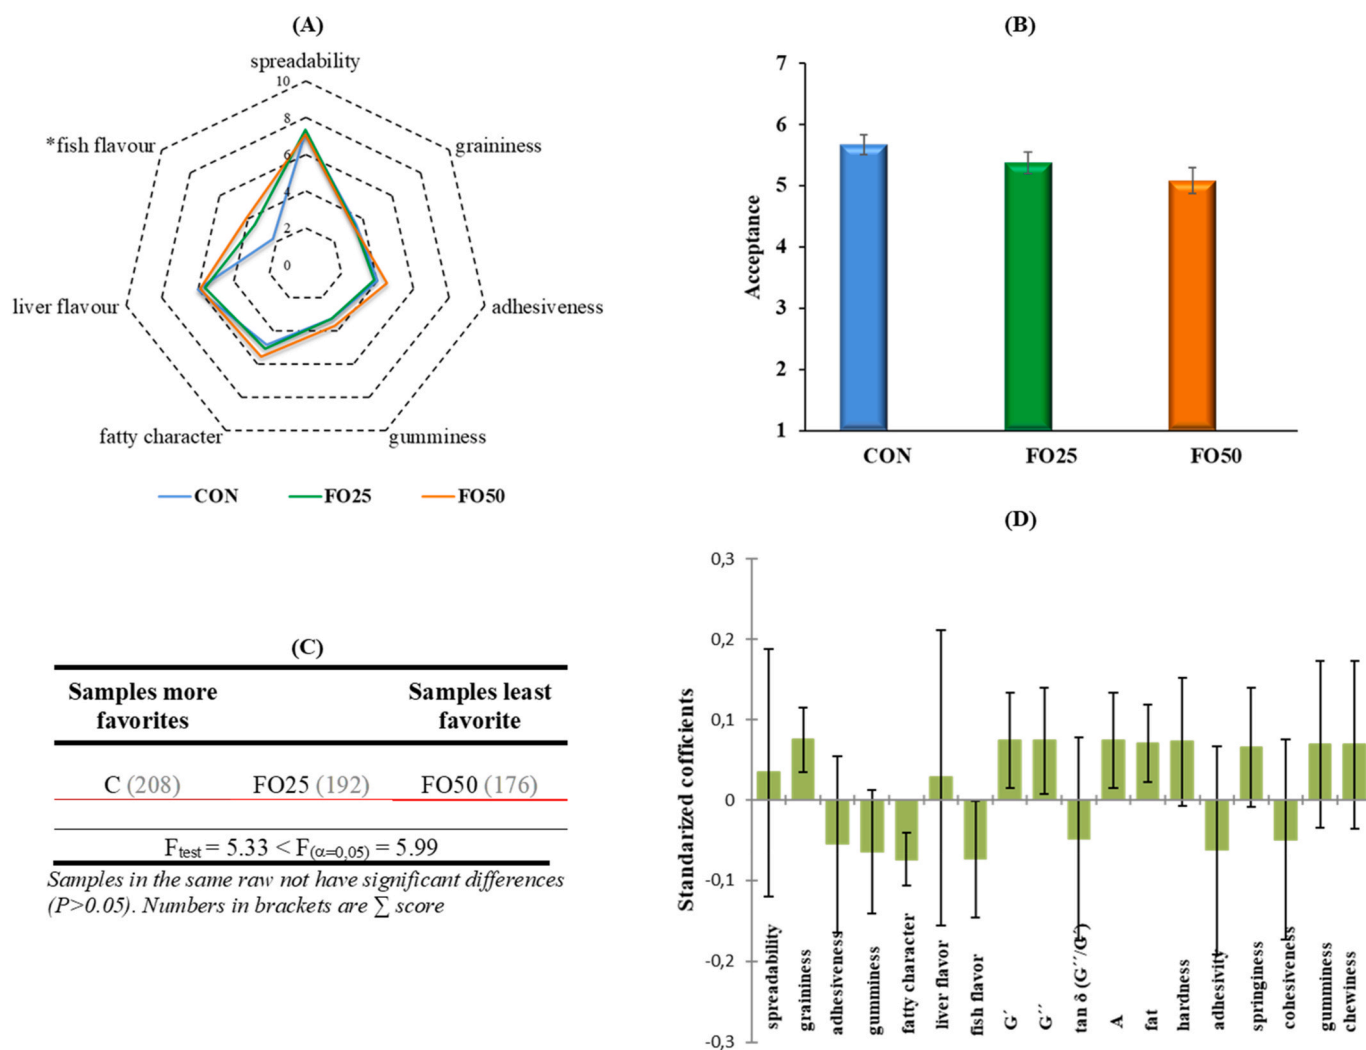 (A)
spreadability
10
8
6
4
2
0
*fish flavour
graininess
liver flavour
adhesiveness
fatty character
gumminess
CON
FO25
FO50
(B)
Acceptance
7
6
5
4
3
2
1
CON
FO25
FO50
(C)
Samples more favorites
Samples least favorite
C (208)
FO25 (192)
FO50 (176)
Ftest = 5.33 < F(α=0,05) = 5.99
Samples in the same raw not have significant differences
(P>0.05). Numbers in brackets are ∑ score
(D)
Standarized cofficients
0,3
0,2
0,1
0
-0,1
-0,2
-0,3
spreadability
graininess
adhesiveness
gumminess
fatty character
liver flavor
fish flavor
G´
G´´
tan δ (G´´/G´)
A
fat
hardness
adhesivity
springiness
cohesiveness
gumminess
chewiness